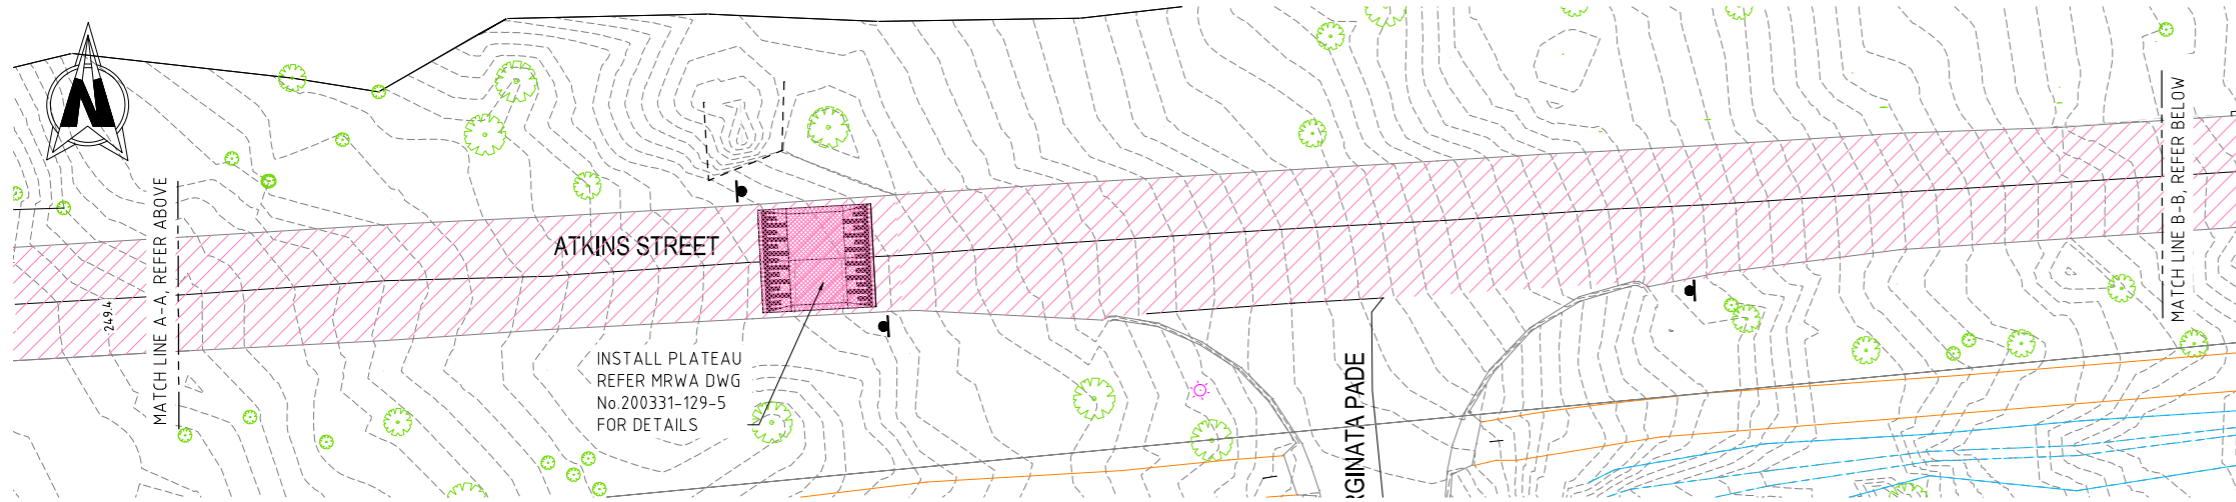 N
MATCH LINE A-A, REFER ABOVE
249.4
ATKINS STREET
INSTALL PLATEAU
REFER MRWA DWG
No.200331-129-5
FOR DETAILS
RGINATA PADE
MATCH LINE B-B, REFER BELOW